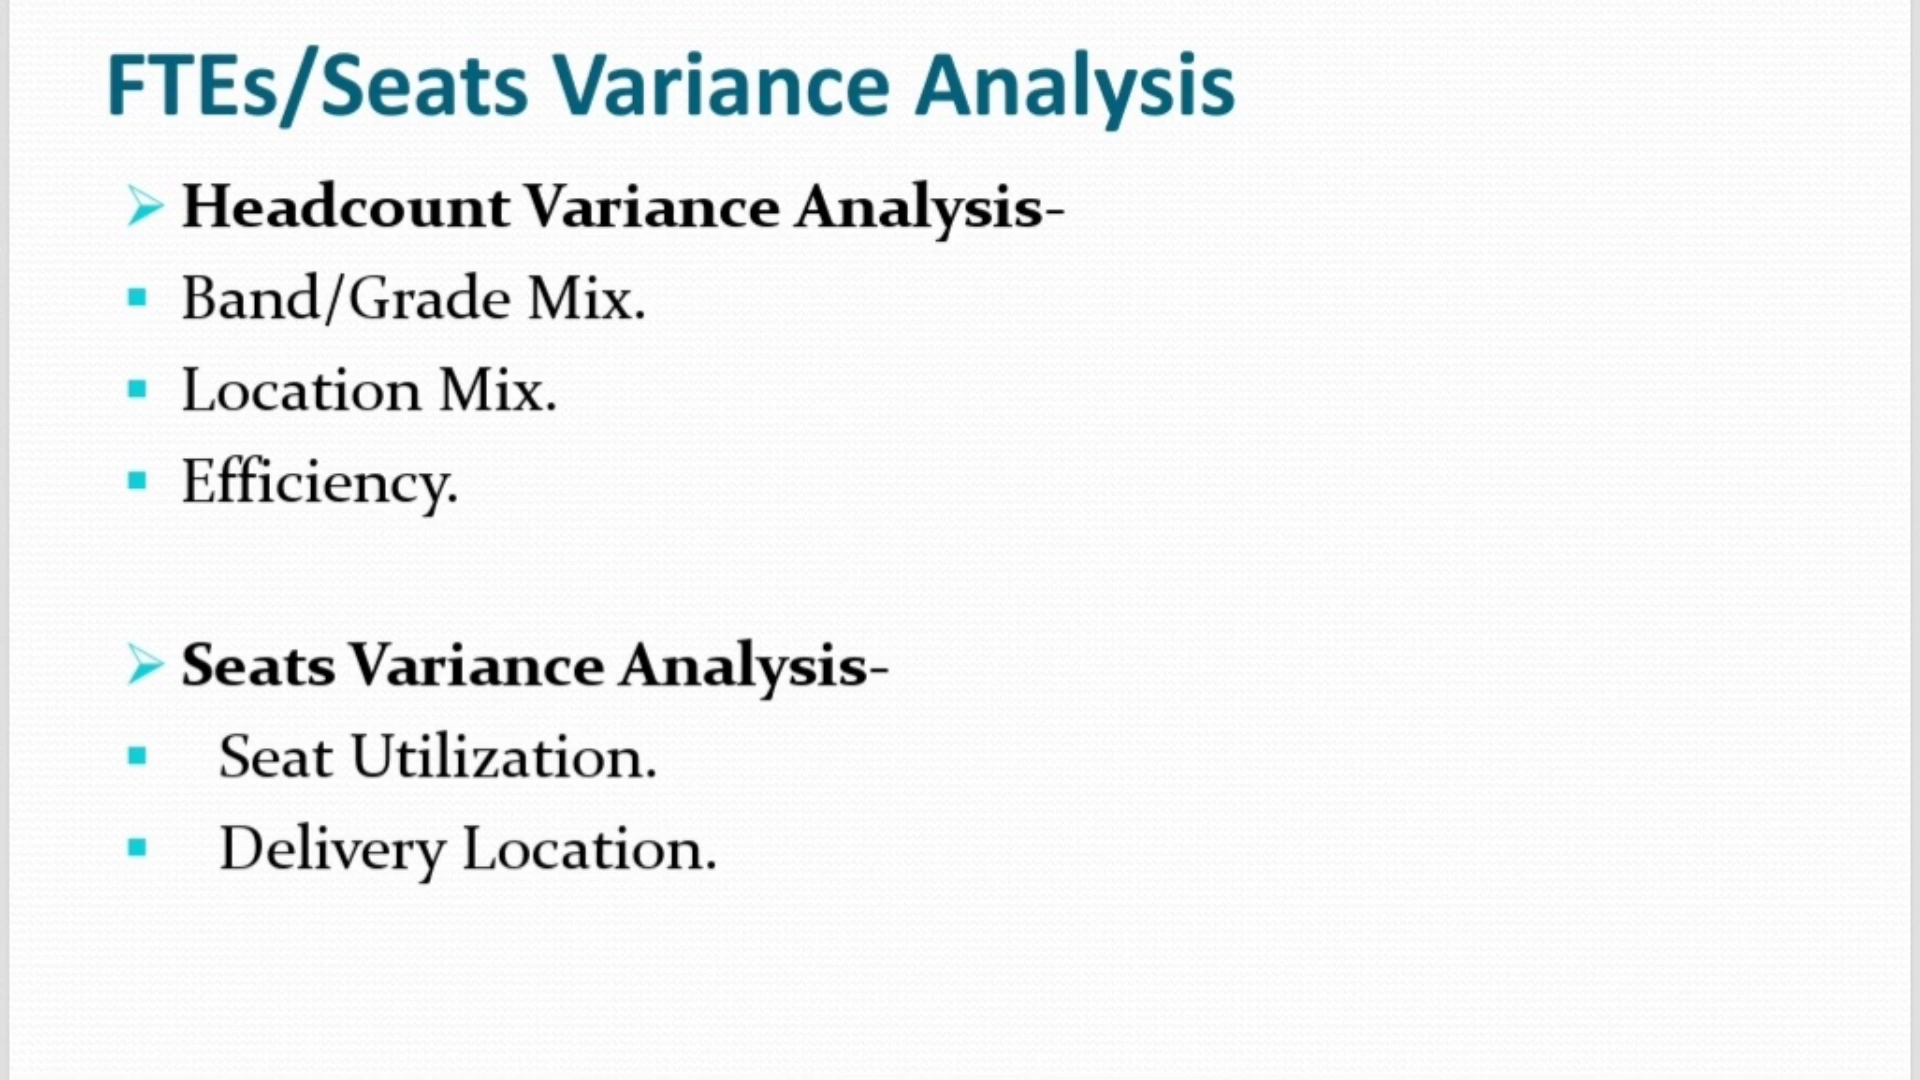 FTEs/Seats Variance Analysis
Headcount Variance Analysis-
Band/Grade Mix.
Location Mix.
Efficiency.
Seats Variance Analysis-
Seat Utilization.
Delivery Location.